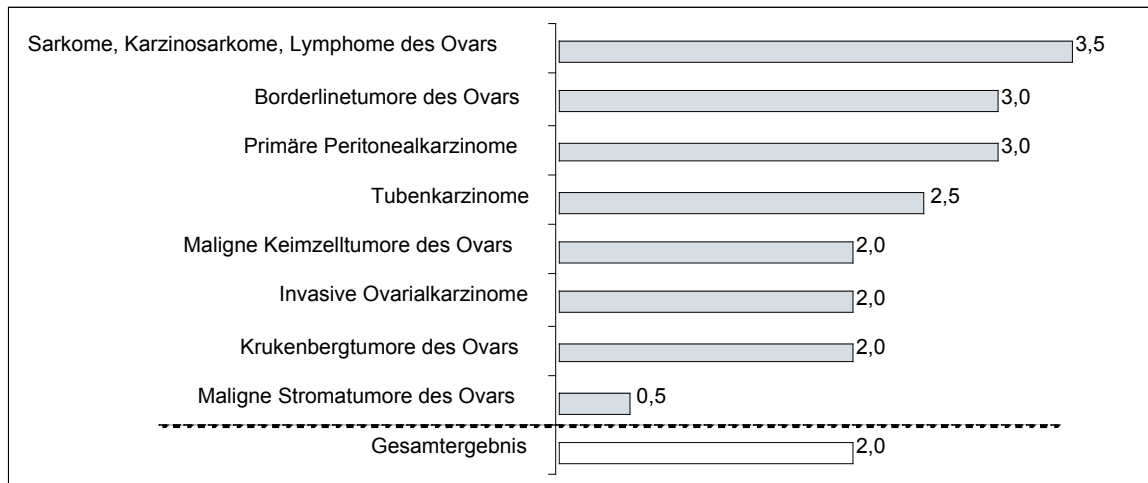 Sarkome, Karzinosarkome, Lymphome des Ovars 3,5
Borderlinetumore des Ovars 3,0
Primäre Peritonealkarzinome 3,0
Tubenkarzinome 2,5
Maligne Keimzelltumore des Ovars 2,0
Invasive Ovarialkarzinome 2,0
Krukenbergtumore des Ovars 2,0
Maligne Stromatumore des Ovars 0,5
Gesamtergebnis 2,0